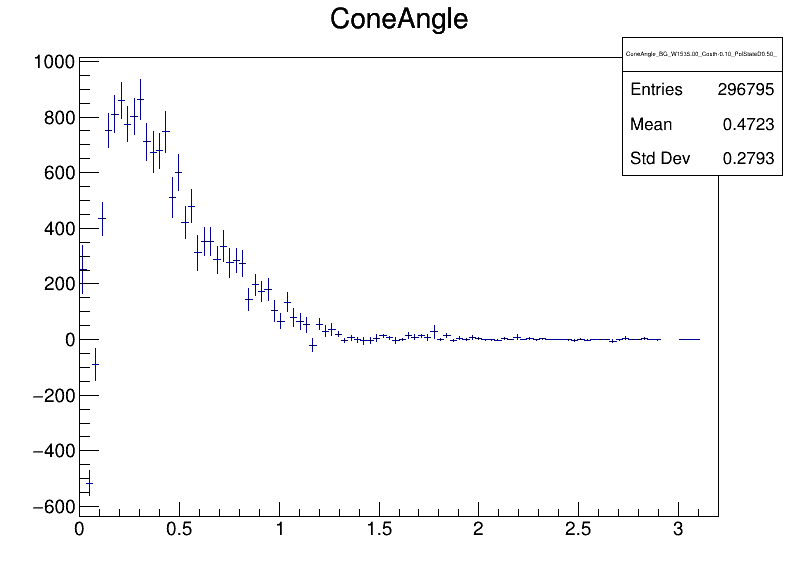 ConeAngle
ConeAngle_BG_W1535.00_Costh-0.10_PolStateD0.50_
Entries 296795
Mean 0.4723
Std Dev 0.2793
1000
800
600
400
200
0
−200
−400
−600
0 0.5 1 1.5 2 2.5 3